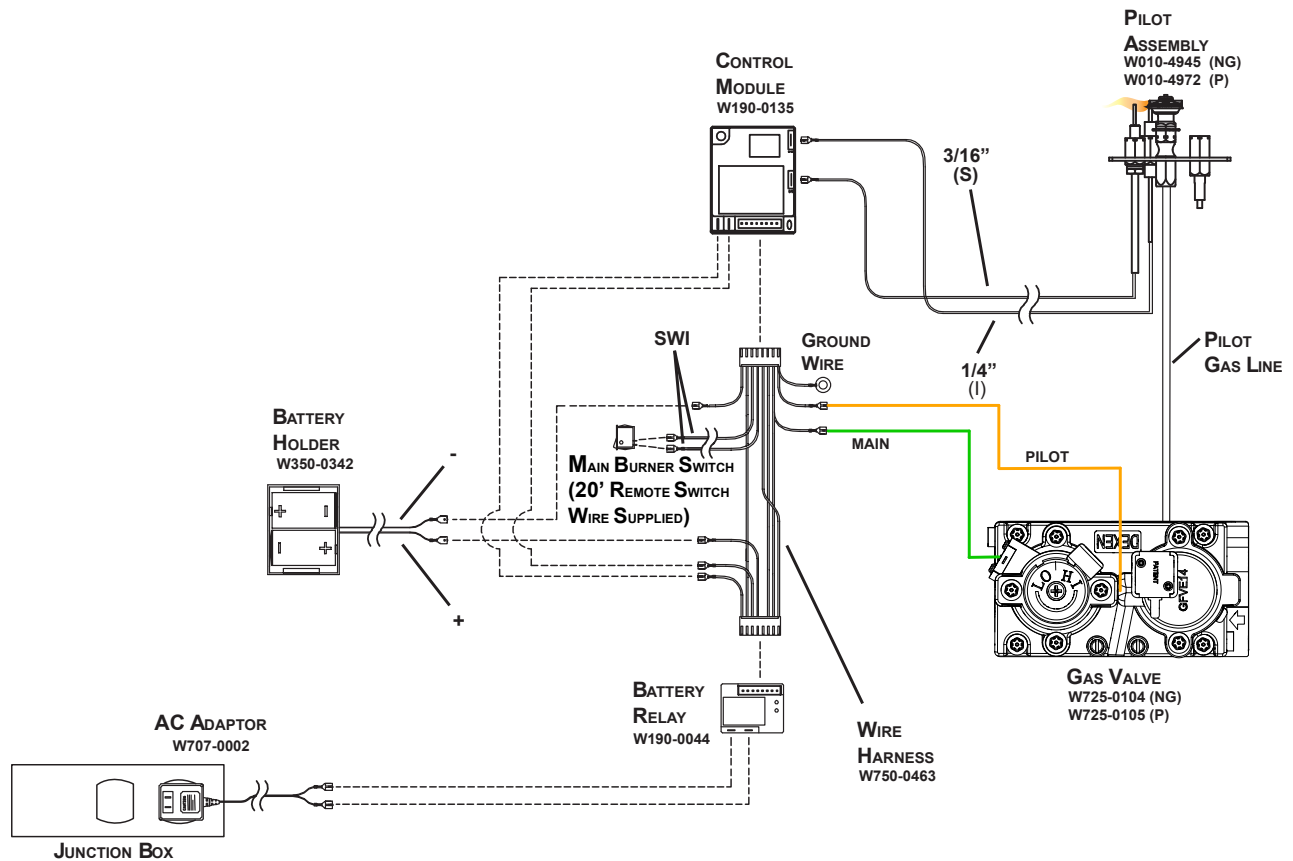 PILOT
ASSEMBLY
W010-4945 (NG)
W010-4972 (P)
CONTROL
MODULE
W190-0135
3/16”
(S)
SWI
GROUND
WIRE
1/4”
(I)
PILOT
GAS LINE
BATTERY
HOLDER
W350-0342
-
+
+ -
- +
MAIN BURNER SWITCH
(20’ REMOTE SWITCH
WIRE SUPPLIED)
MAIN
PILOT
DEXEN
LO HI
PATENT
GFVE14
GAS VALVE
W725-0104 (NG)
W725-0105 (P)
BATTERY
RELAY
W190-0044
WIRE
HARNESS
W750-0463
AC ADAPTOR
W707-0002
JUNCTION BOX